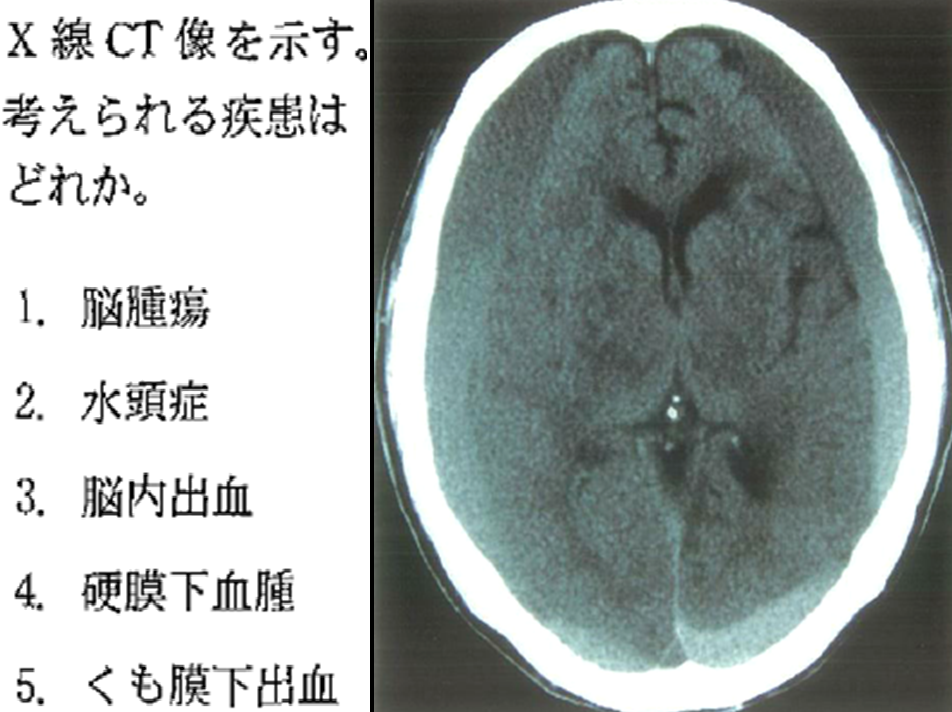 X 線 CT 像を示す。
考えられる疾患は
どれか。
1. 脳腫瘍
2. 水頭症
3. 脳内出血
4. 硬膜下血腫
5. くも膜下出血